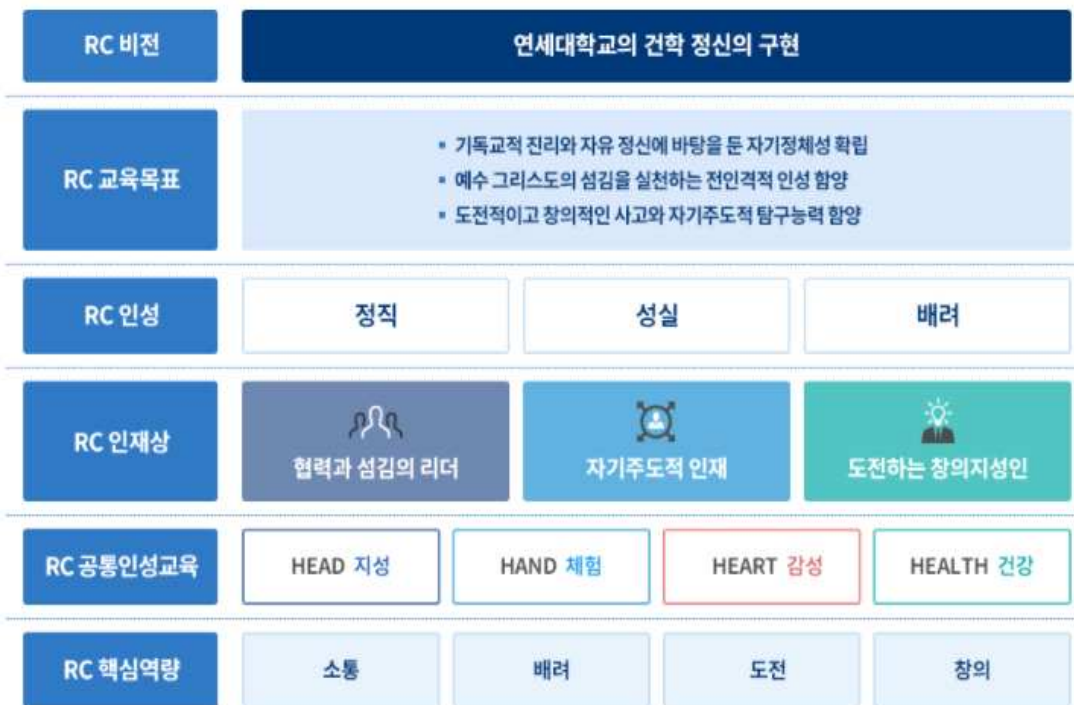 RC 비전
연세대학교의 건학 정신의 구현
RC 교육목표
▪ 기독교적 진리와 자유 정신에 바탕을 둔 자기정체성 확립
▪ 예수 그리스도의 섬김을 실천하는 전인격적 인성 함양
▪ 도전적이고 창의적인 사고와 자기주도적 탐구능력 함양
RC 인성
정직
성실
배려
RC 인재상
협력과 섬김의 리더
자기주도적 인재
도전하는 창의지성인
RC 공통인성교육
HEAD 지성
HAND 체험
HEART 감성
HEALTH 건강
RC 핵심역량
소통
배려
도전
창의